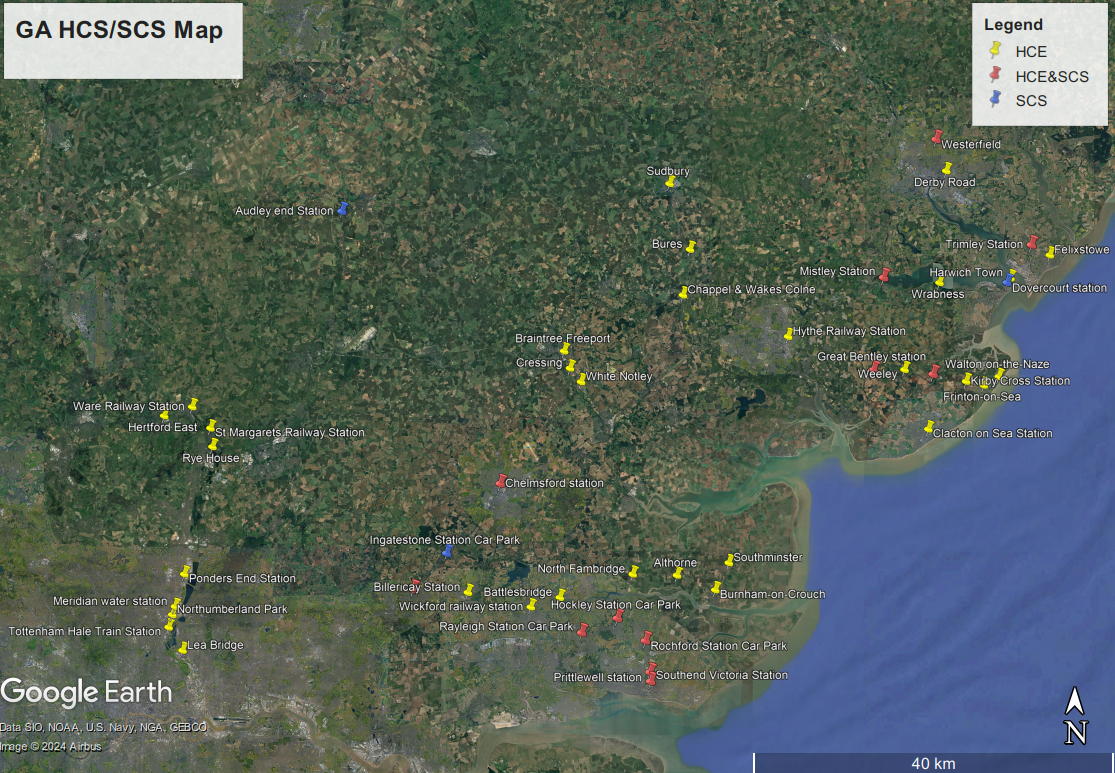 GA HCS/SCS Map
Legend
HCE
HCE&SCS
SCS
Westerfield
Sudbury
Derby Road
Audley end Station
Bures
Trimley Station
Felixstowe
Mistley Station
Harwich Town
Chappel & Wakes Colne
Wrabness
Dovercourt station
Hythe Railway Station
Braintree Freeport
Great Bentley station
Cressing
Walton-on-the-Naze
White Notley
Weeley
Kirby Cross Station
Frinton-on-Sea
Ware Railway Station
Hertford East
St Margarets Railway Station
Clacton on Sea Station
Rye House
Chelmsford station
Ingatestone Station Car Park
Southminster
Althorne
North Fambridge
Ponders End Station
Billericay Station
Battlesbridge
Burnham-on-Crouch
Meridian water station
Wickford railway station
Hockley Station Car Park
Northumberland Park
Rayleigh Station Car Park
Tottenham Hale Train Station
Lea Bridge
Rochford Station Car Park
Prittlewell station
Southend Victoria Station
Google Earth
Data SIO, NOAA, U.S. Navy, NGA, GEBCO
Image © 2024 Airbus
N
40 km